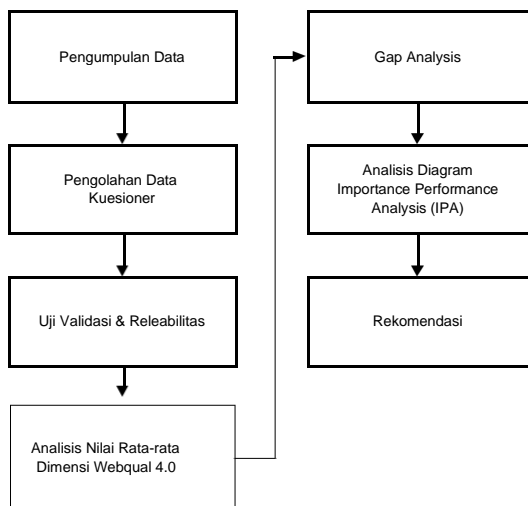 Pengumpulan Data
Pengolahan Data
Kuesioner
Uji Validasi & Releabilitas
Analisis Nilai Rata-rata
Dimensi Webqual 4.0
Gap Analysis
Analisis Diagram
Importance Performance
Analysis (IPA)
Rekomendasi